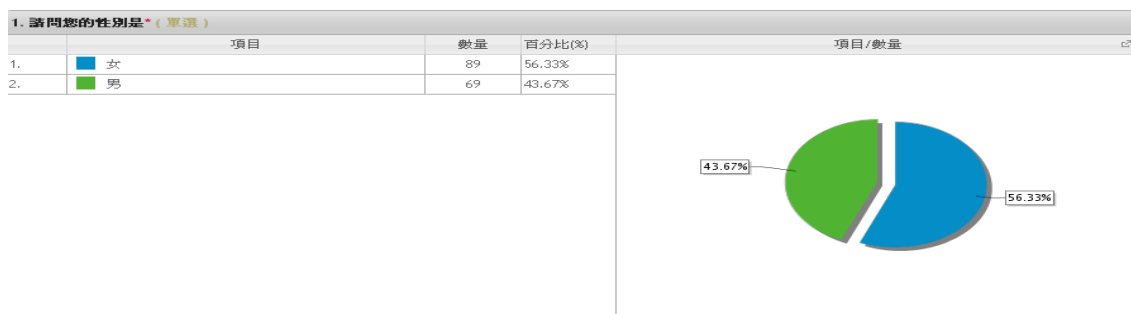 1. 請問您的性別是*（單選）
項目 數量 百分比(%) 項目/數量
1. 女 89 56.33%
2. 男 69 43.67%
43.67%
56.33%